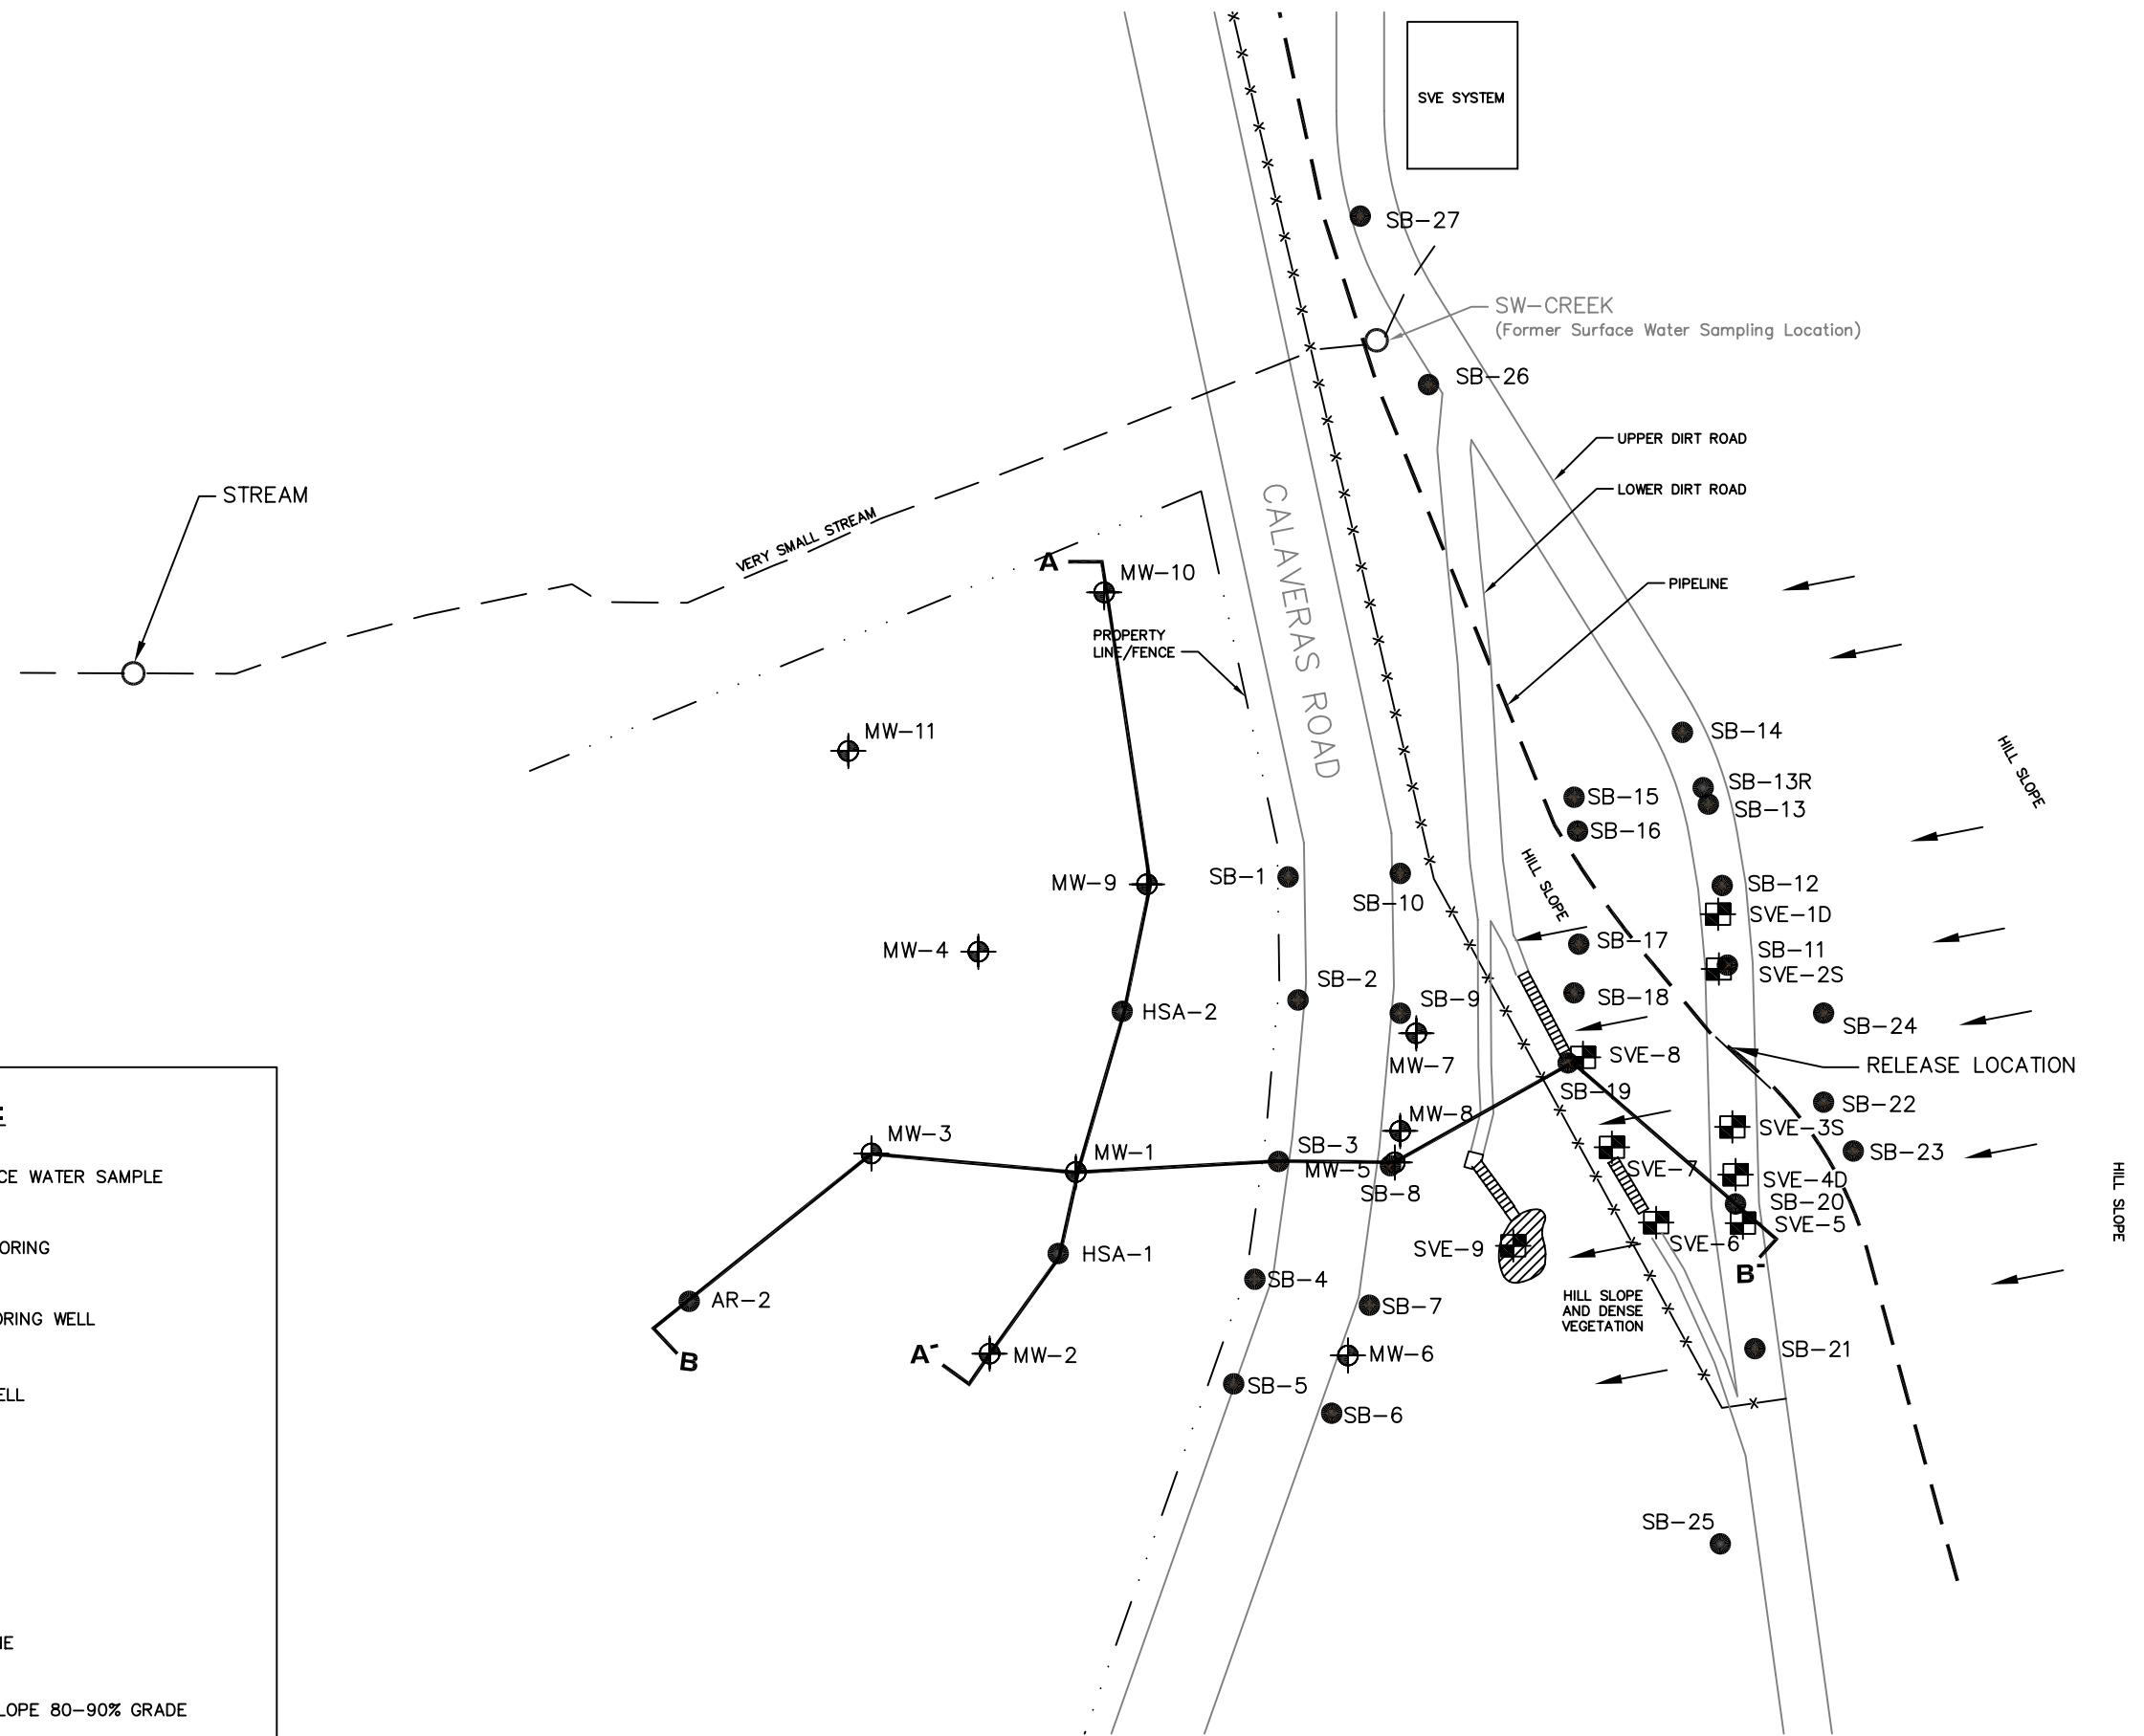 SVE SYSTEM
SB-27
SW-CREEK
(Former Surface Water Sampling Location)
SB-26
UPPER DIRT ROAD
LOWER DIRT ROAD
STREAM
VERY SMALL STREAM
CALAVERAS ROAD
A
MW-10
PIPELINE
PROPERTY
LINE/FENCE
MW-11
SB-14
HILL SLOPE
SB-13R
SB-13
SB-15
SB-16
SB-1
SB-10
HILL SLOPE
SB-12
SVE-1D
MW-9
MW-4
SB-17
SB-11
SVE-2S
SB-2
SB-9
SB-18
HSA-2
SB-24
MW-7
SVE-8
RELEASE LOCATION
SB-19
SB-22
MW-8
SVE-3S
MW-3
MW-1
SB-3
MW-5
SB-8
SVE-7
SVE-4D
SB-23
SB-20
SVE-5
HILL SLOPE
SVE-6
SVE-9
HSA-1
B'
SB-4
AR-2
SB-7
HILL SLOPE
AND DENSE
VEGETATION
B
A'
MW-2
MW-6
SB-21
SB-5
SB-6
SB-25
E
CE WATER SAMPLE
ORING
ORING WELL
ELL
NE
LOPE 80-90% GRADE